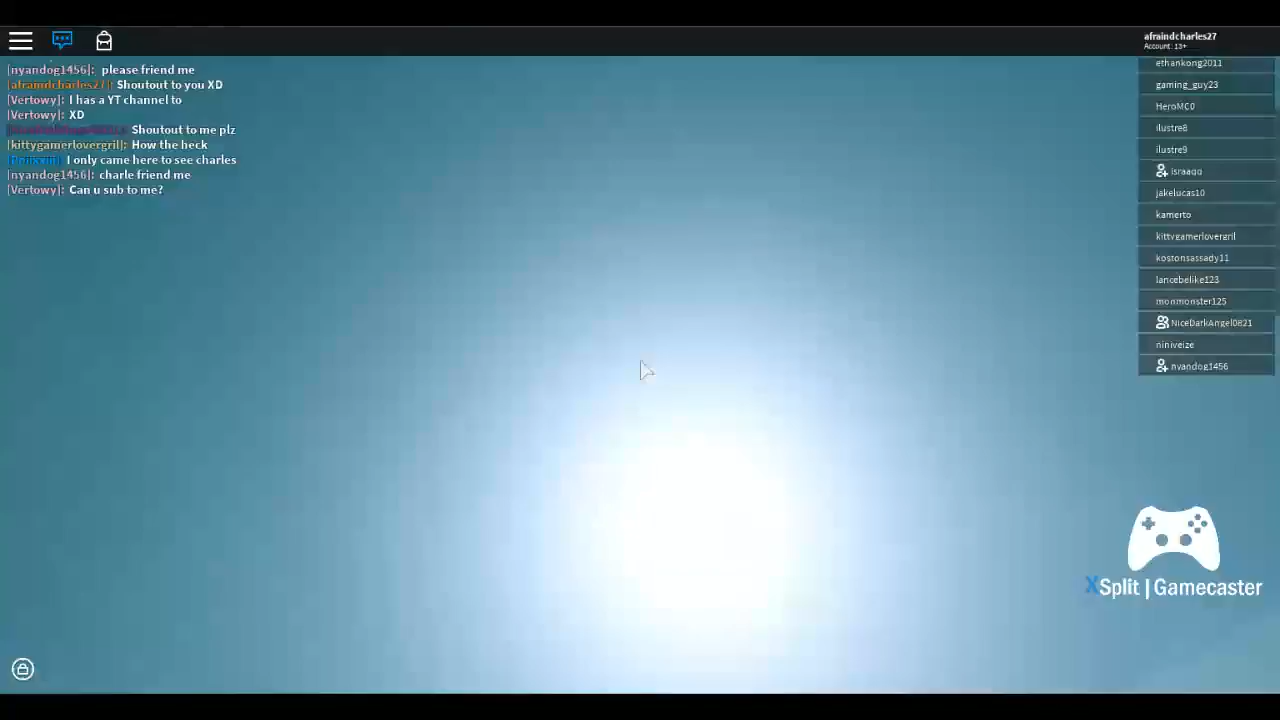 afraindcharles27
Account: 13+
[nyandog1456]: please friend me
[afraindcharles27]: Shoutout to you XD
[Vertowy]: I has a YT channel to
[Vertowy]: XD
Shoutout to me plz
[kittygamerlovergril]: How the heck
I only came here to see charles
[nyandog1456]: charle friend me
[Vertowy]: Can u sub to me?
ethankong2011
gaming_guy23
HeroMC0
ilustre8
ilustre9
israaqu
jakelucas10
kamerto
kittygamerlovergril
kostonsassady11
lancebelike123
monmonster125
NiceDarkAngel0821
niniveize
nyandog1456
XSplit | Gamecaster